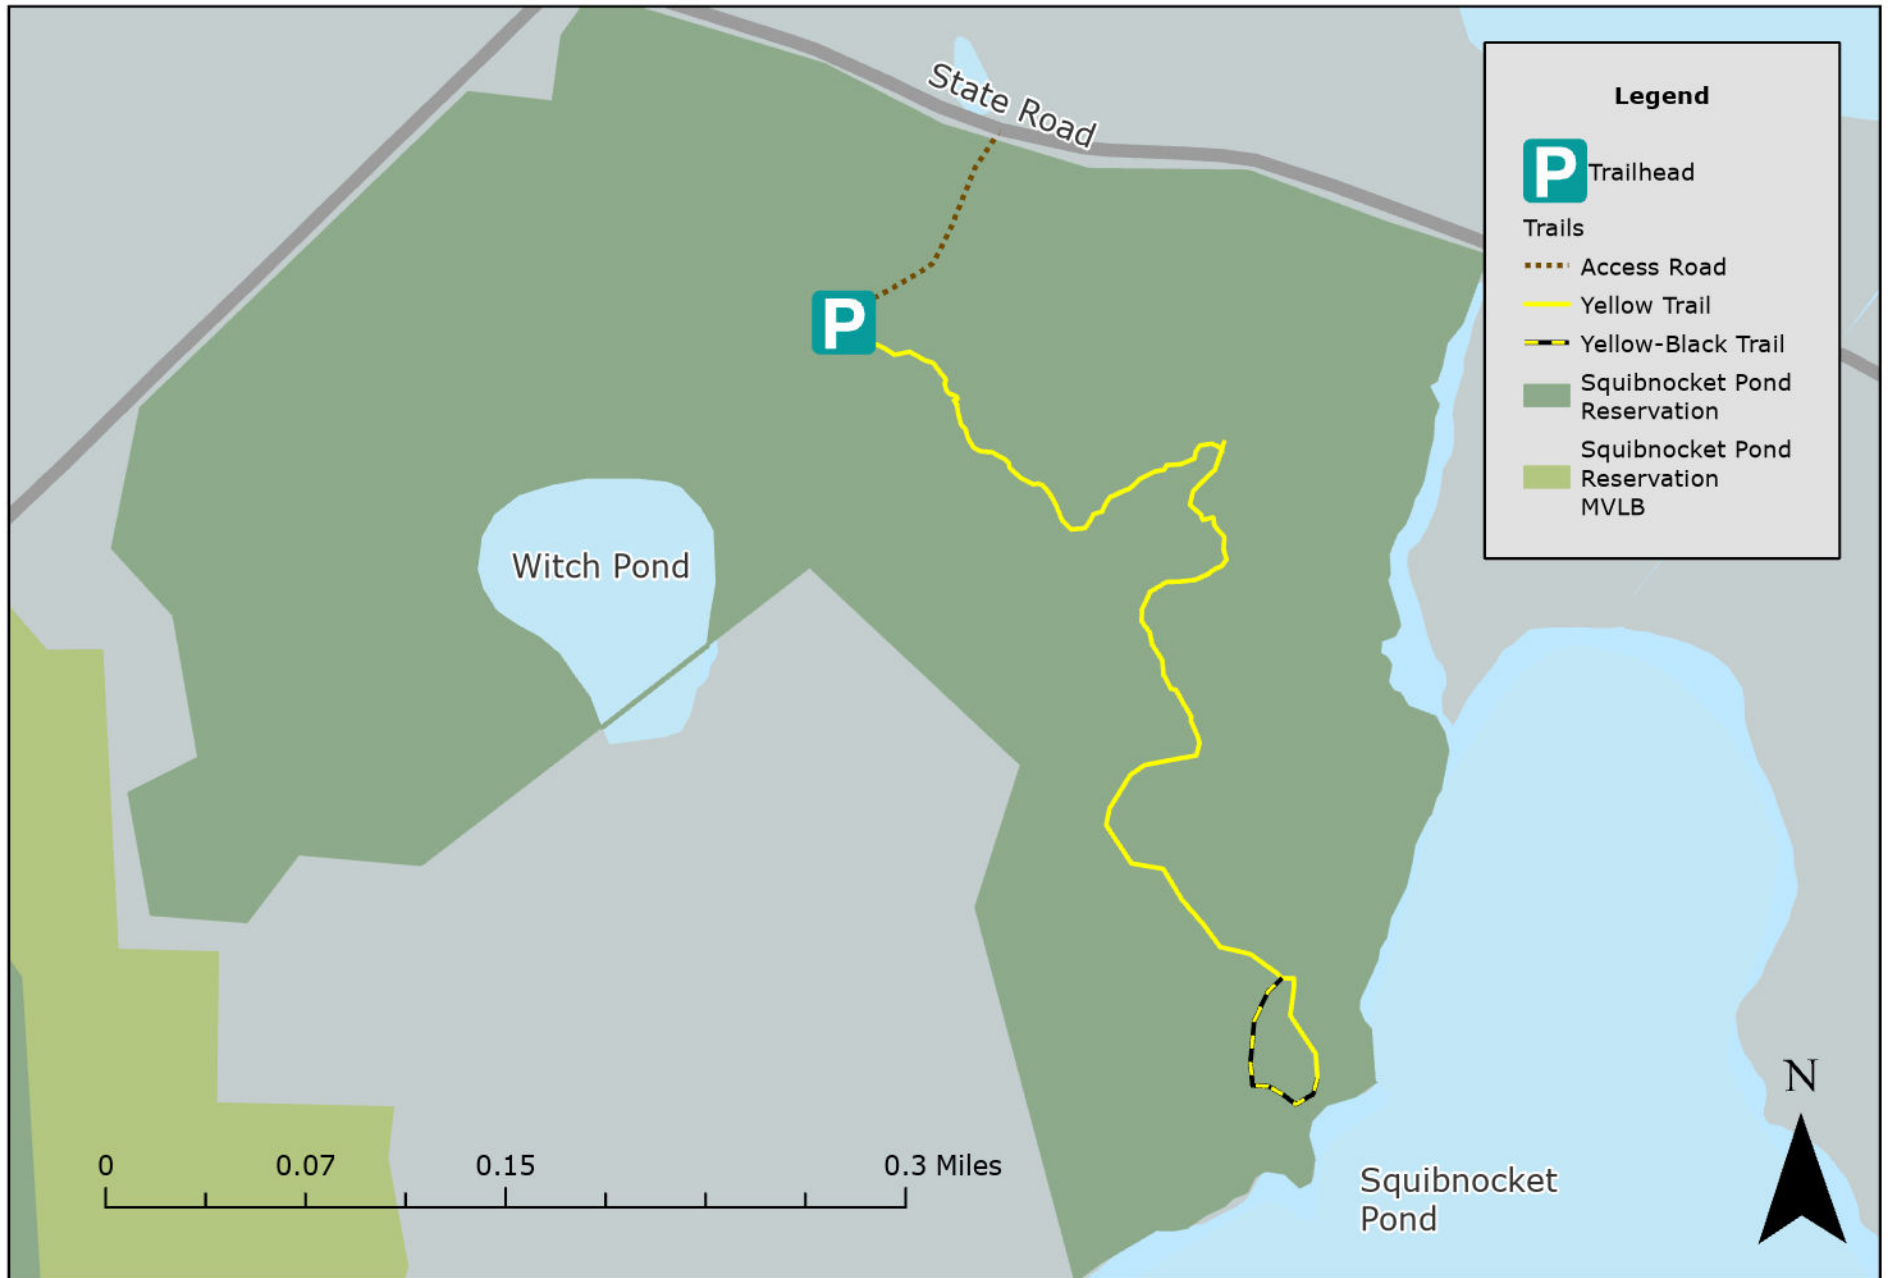 State Road
Legend
P
Trailhead
Trails
Access Road
Yellow Trail
Yellow-Black Trail
Squibnocket Pond
Reservation
Squibnocket Pond
Reservation
MVLB
P
Witch Pond
N
0 0.07 0.15 0.3 Miles
Squibnocket
Pond